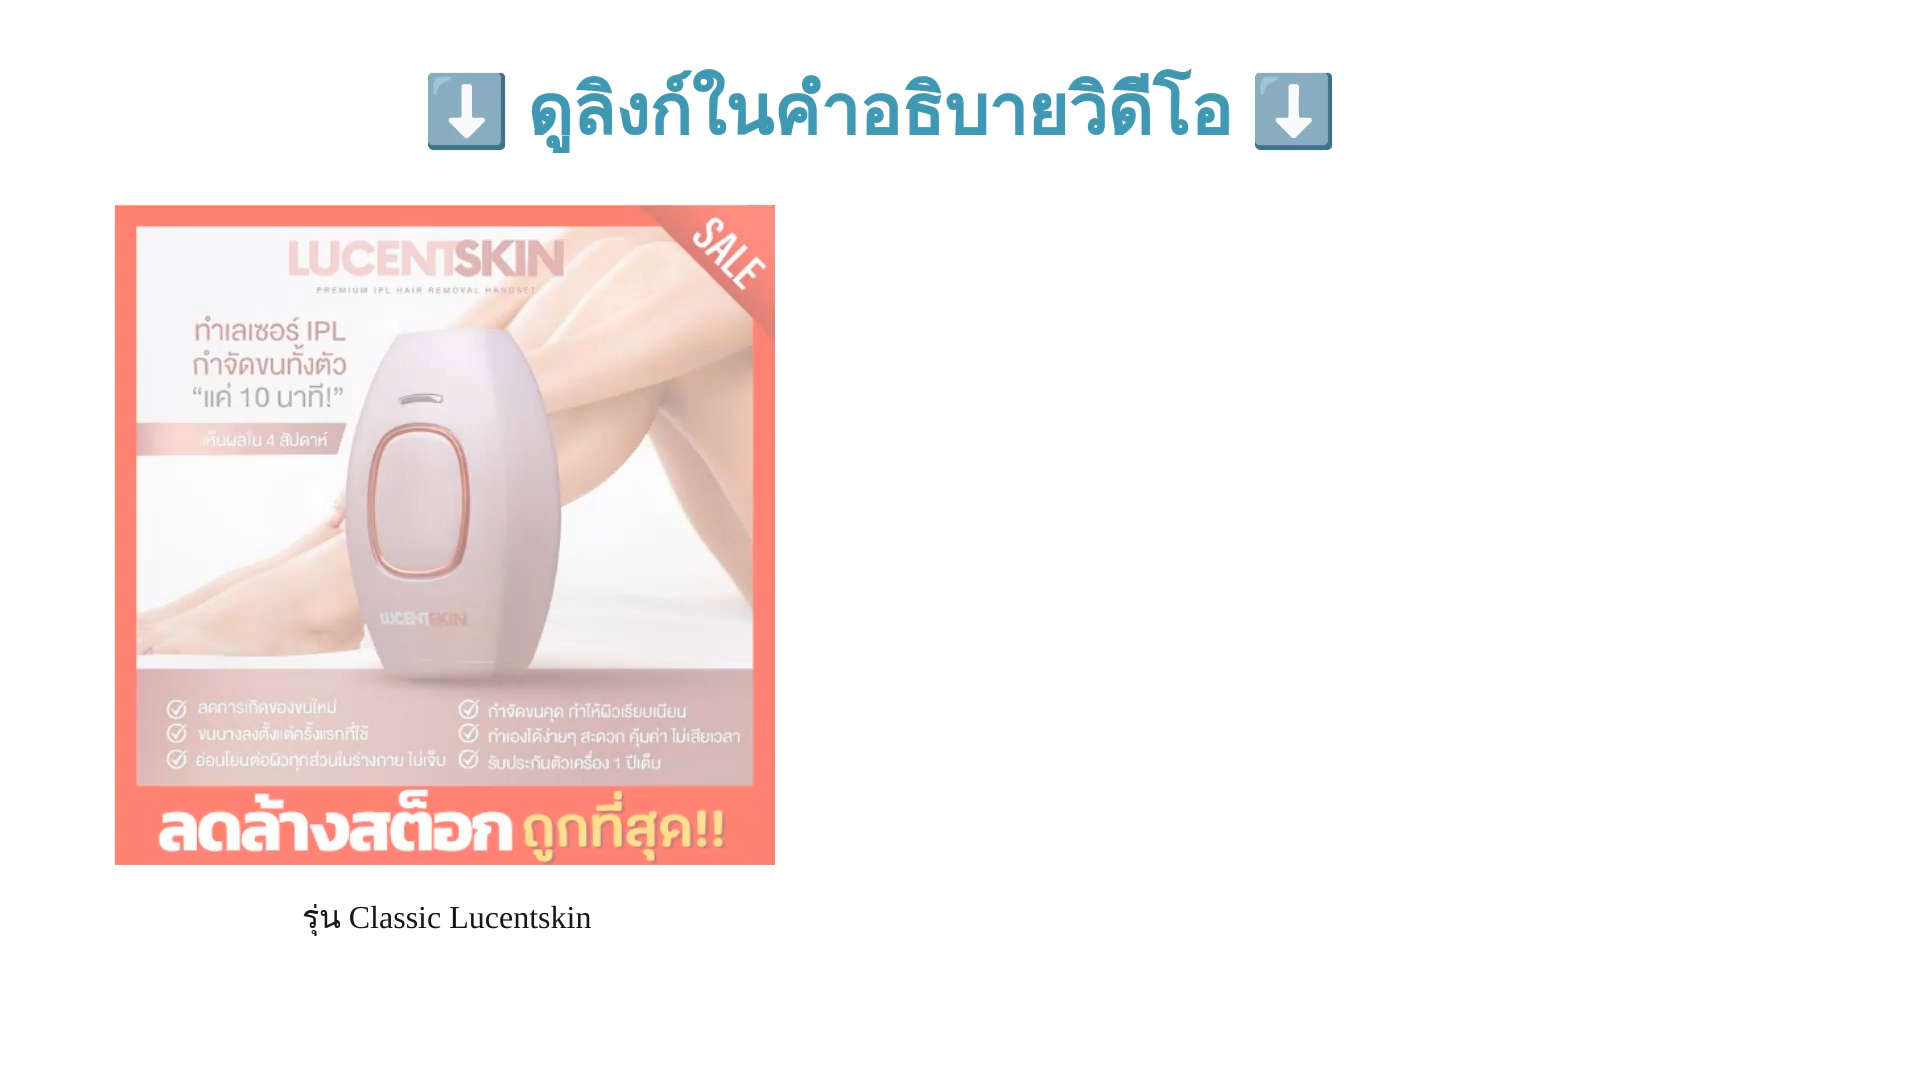 ⬇️ ดูลิงก์ในคำอธิบายวิดีโอ ⬇️
SALE
LUCENTSKIN
PREMIUM IPL HAIR REMOVAL HANDSET
ทำเลเซอร์ IPL
กำจัดขนทั้งตัว
“แค่ 10 นาที!”
เห็นผลใน 4 สัปดาห์
LUCENTSKIN
ลดการเกิดของขนใหม่
ขนบางลงตั้งแต่ครั้งแรกที่ใช้
อ่อนโยนต่อผิวทุกส่วนในร่างกาย ไม่เจ็บ
กำจัดขนคุด ทำให้ผิวเรียบเนียน
ทำเองได้ง่ายๆ สะดวก คุ้มค่า ไม่เสียเวลา
รับประกันตัวเครื่อง 1 ปีเต็ม
ลดล้างสต็อก ถูกที่สุด!!
รุ่น Classic Lucentskin